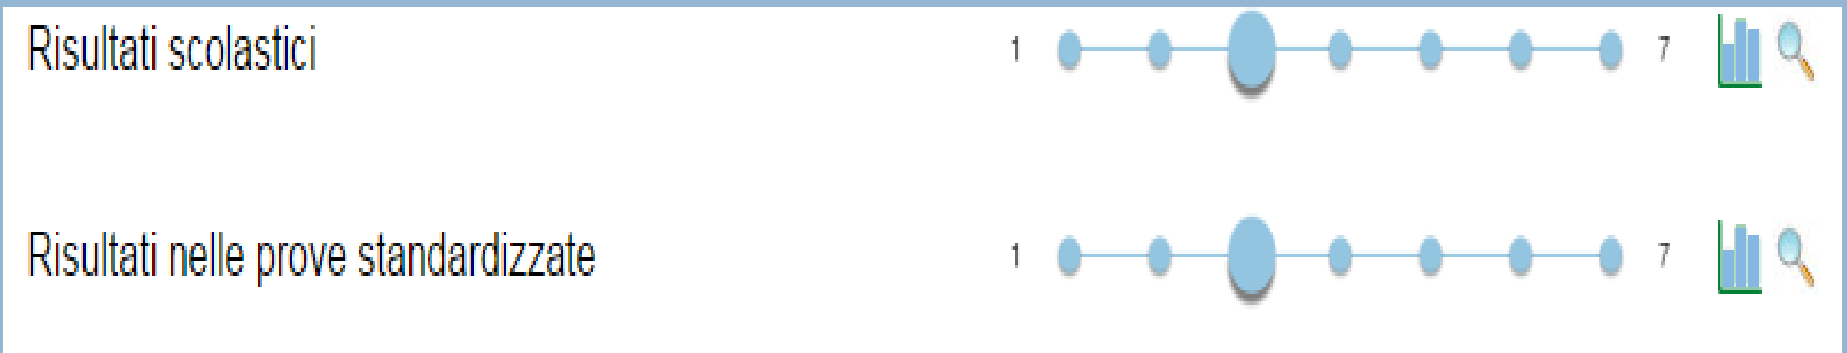 Risultati scolastici 1 7
Risultati nelle prove standardizzate 1 7